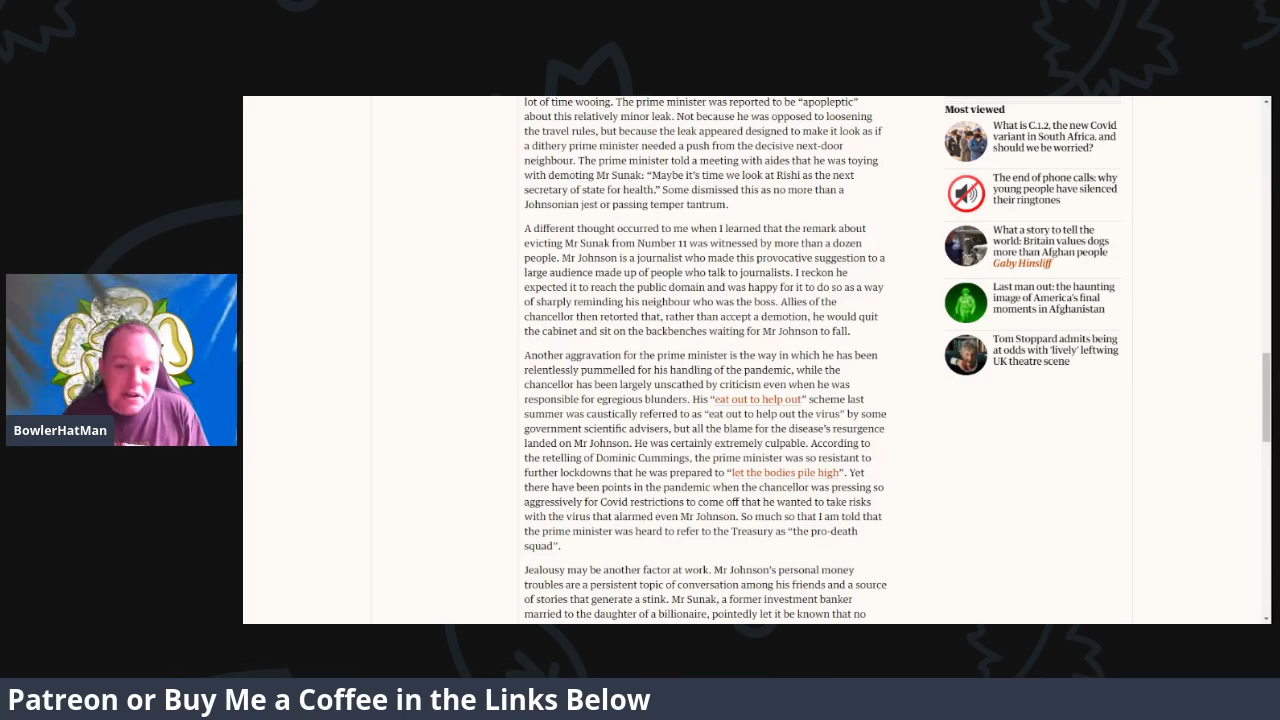 lot of time wooing. The prime minister was reported to be “apopleptic”
about this relatively minor leak. Not because he was opposed to loosening
the travel rules, but because the leak appeared designed to make it look as if
a dithery prime minister needed a push from the decisive next-door
neighbour. The prime minister told a meeting with aides that he was toying
with demoting Mr Sunak: “Maybe it’s time we look at Rishi as the next
secretary of state for health.” Some dismissed this as no more than a
Johnsonian jest or passing temper tantrum.
A different thought occurred to me when I learned that the remark about
evicting Mr Sunak from Number 11 was witnessed by more than a dozen
people. Mr Johnson is a journalist who made this provocative suggestion to a
large audience made up of people who talk to journalists. I reckon he
expected it to reach the public domain and was happy for it to do so as a way
of sharply reminding his neighbour who was the boss. Allies of the
chancellor then retorted that, rather than accept a demotion, he would quit
the cabinet and sit on the backbenches waiting for Mr Johnson to fall.
Another aggravation for the prime minister is the way in which he has been
relentlessly pummelled for his handling of the pandemic, while the
chancellor has been largely unscathed by criticism even when he was
responsible for egregious blunders. His “eat out to help out” scheme last
summer was caustically referred to as “eat out to help out the virus” by some
government scientific advisers, but all the blame for the disease’s resurgence
landed on Mr Johnson. He was certainly extremely culpable. According to
the retelling of Dominic Cummings, the prime minister was so resistant to
further lockdowns that he was prepared to “let the bodies pile high”. Yet
there have been points in the pandemic when the chancellor was pressing so
aggressively for Covid restrictions to come off that he wanted to take risks
with the virus that alarmed even Mr Johnson. So much so that I am told that
the prime minister was heard to refer to the Treasury as “the pro-death
squad”.
Jealousy may be another factor at work. Mr Johnson’s personal money
troubles are a persistent topic of conversation among his friends and a source
of stories that generate a stink. Mr Sunak, a former investment banker
married to the daughter of a billionaire, pointedly let it be known that no
Most viewed
What is C.1.2, the new Covid
variant in South Africa, and
should we be worried?
The end of phone calls: why
young people have silenced
their ringtones
What a story to tell the
world: Britain values dogs
more than Afghan people
Gaby Hinsliff
Last man out: the haunting
image of America’s final
moments in Afghanistan
Tom Stoppard admits being
at odds with ‘lively’ leftwing
UK theatre scene
BowlerHatMan
Patreon or Buy Me a Coffee in the Links Below